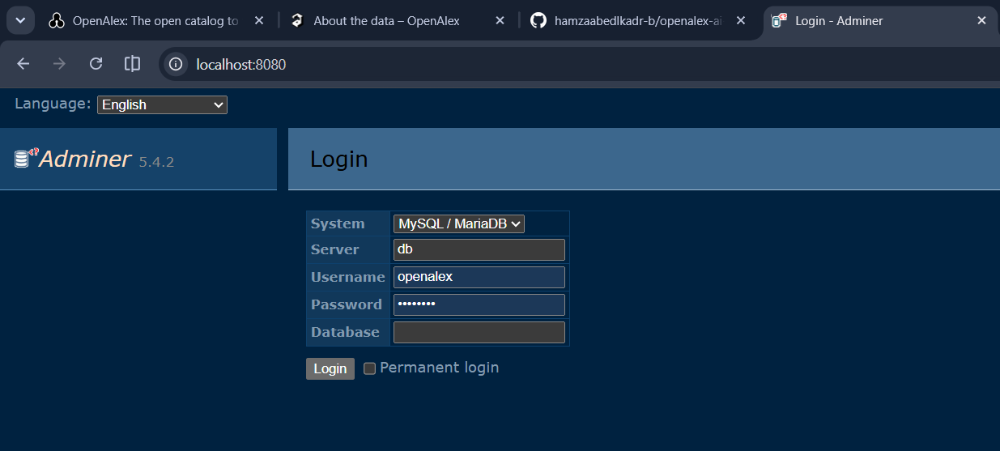 OpenAlex: The open catalog to
About the data – OpenAlex
hamzaabedlkadr-b/openalex-ai
Login - Adminer
localhost:8080
Language: English
Adminer 5.4.2
Login
System MySQL / MariaDB
Server db
Username openalex
Password ••••••••
Database
Login Permanent login